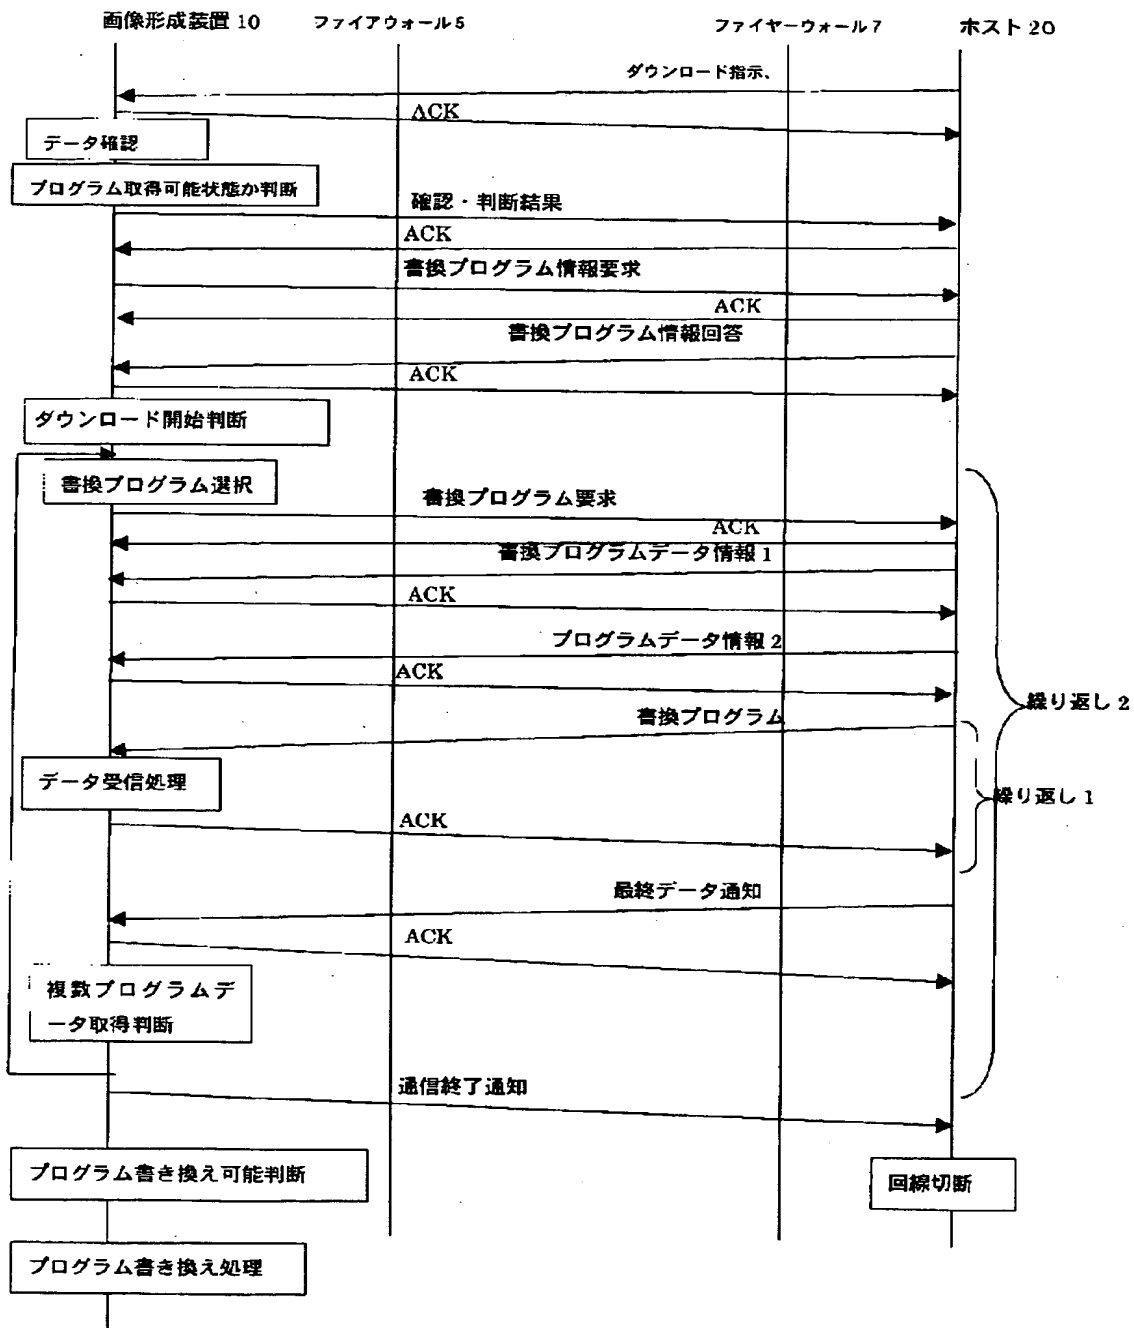 画像形成装置 10 ファイアウォール 5 ファイヤーウォール 7 ホスト 20
ダウンロード指示、
ACK
データ確認
プログラム取得可能状態か判断
確認・判断結果
ACK
書換プログラム情報要求
ACK
書換プログラム情報回答
ACK
ダウンロード開始判断
書換プログラム選択
書換プログラム要求
ACK
書換プログラムデータ情報 1
ACK
プログラムデータ情報 2
ACK
繰り返し 2
書換プログラム
データ受信処理
繰り返し 1
ACK
最終データ通知
ACK
複数プログラムデ
ータ取得判断
通信終了通知
プログラム書き換え可能判断
回線切断
プログラム書き換え処理